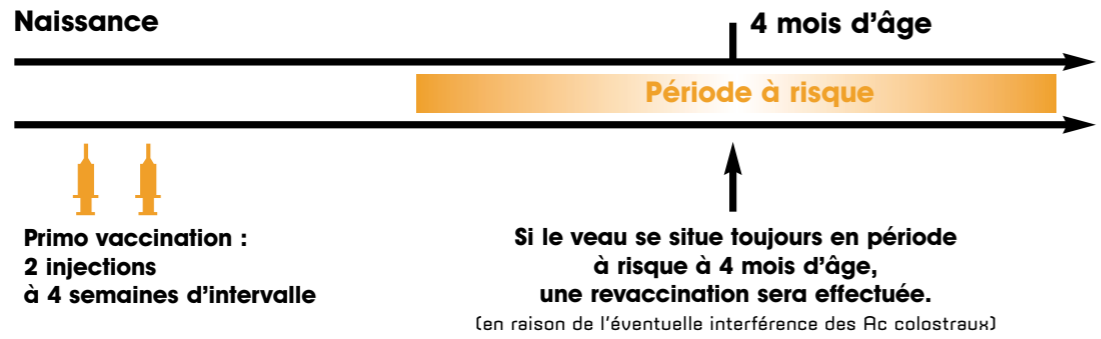 Naissance
4 mois d’âge
Période à risque
Primo vaccination :
2 injections
à 4 semaines d’intervalle
Si le veau se situe toujours en période
à risque à 4 mois d’âge,
une revaccination sera effectuée.
(en raison de l’éventuelle interférence des Ac colostraux)